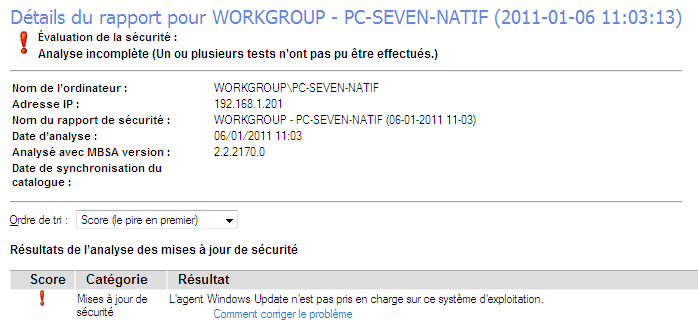 Détails du rapport pour WORKGROUP - PC-SEVEN-NATIF (2011-01-06 11:03:13)
Évaluation de la sécurité :
Analyse incomplète (Un ou plusieurs tests n'ont pas pu être effectués.)
Nom de l'ordinateur : WORKGROUP\PC-SEVEN-NATIF
Adresse IP : 192.168.1.201
Nom du rapport de sécurité : WORKGROUP - PC-SEVEN-NATIF (06-01-2011 11-03)
Date d'analyse : 06/01/2011 11:03
Analysé avec MBSA version : 2.2.2170.0
Date de synchronisation du
catalogue :
Ordre de tri : Score (le pire en premier)
Résultats de l'analyse des mises à jour de sécurité
Score Catégorie Résultat
Mises à jour de L'agent Windows Update n'est pas pris en charge sur ce système d'exploitation.
sécurité Comment corriger le problème